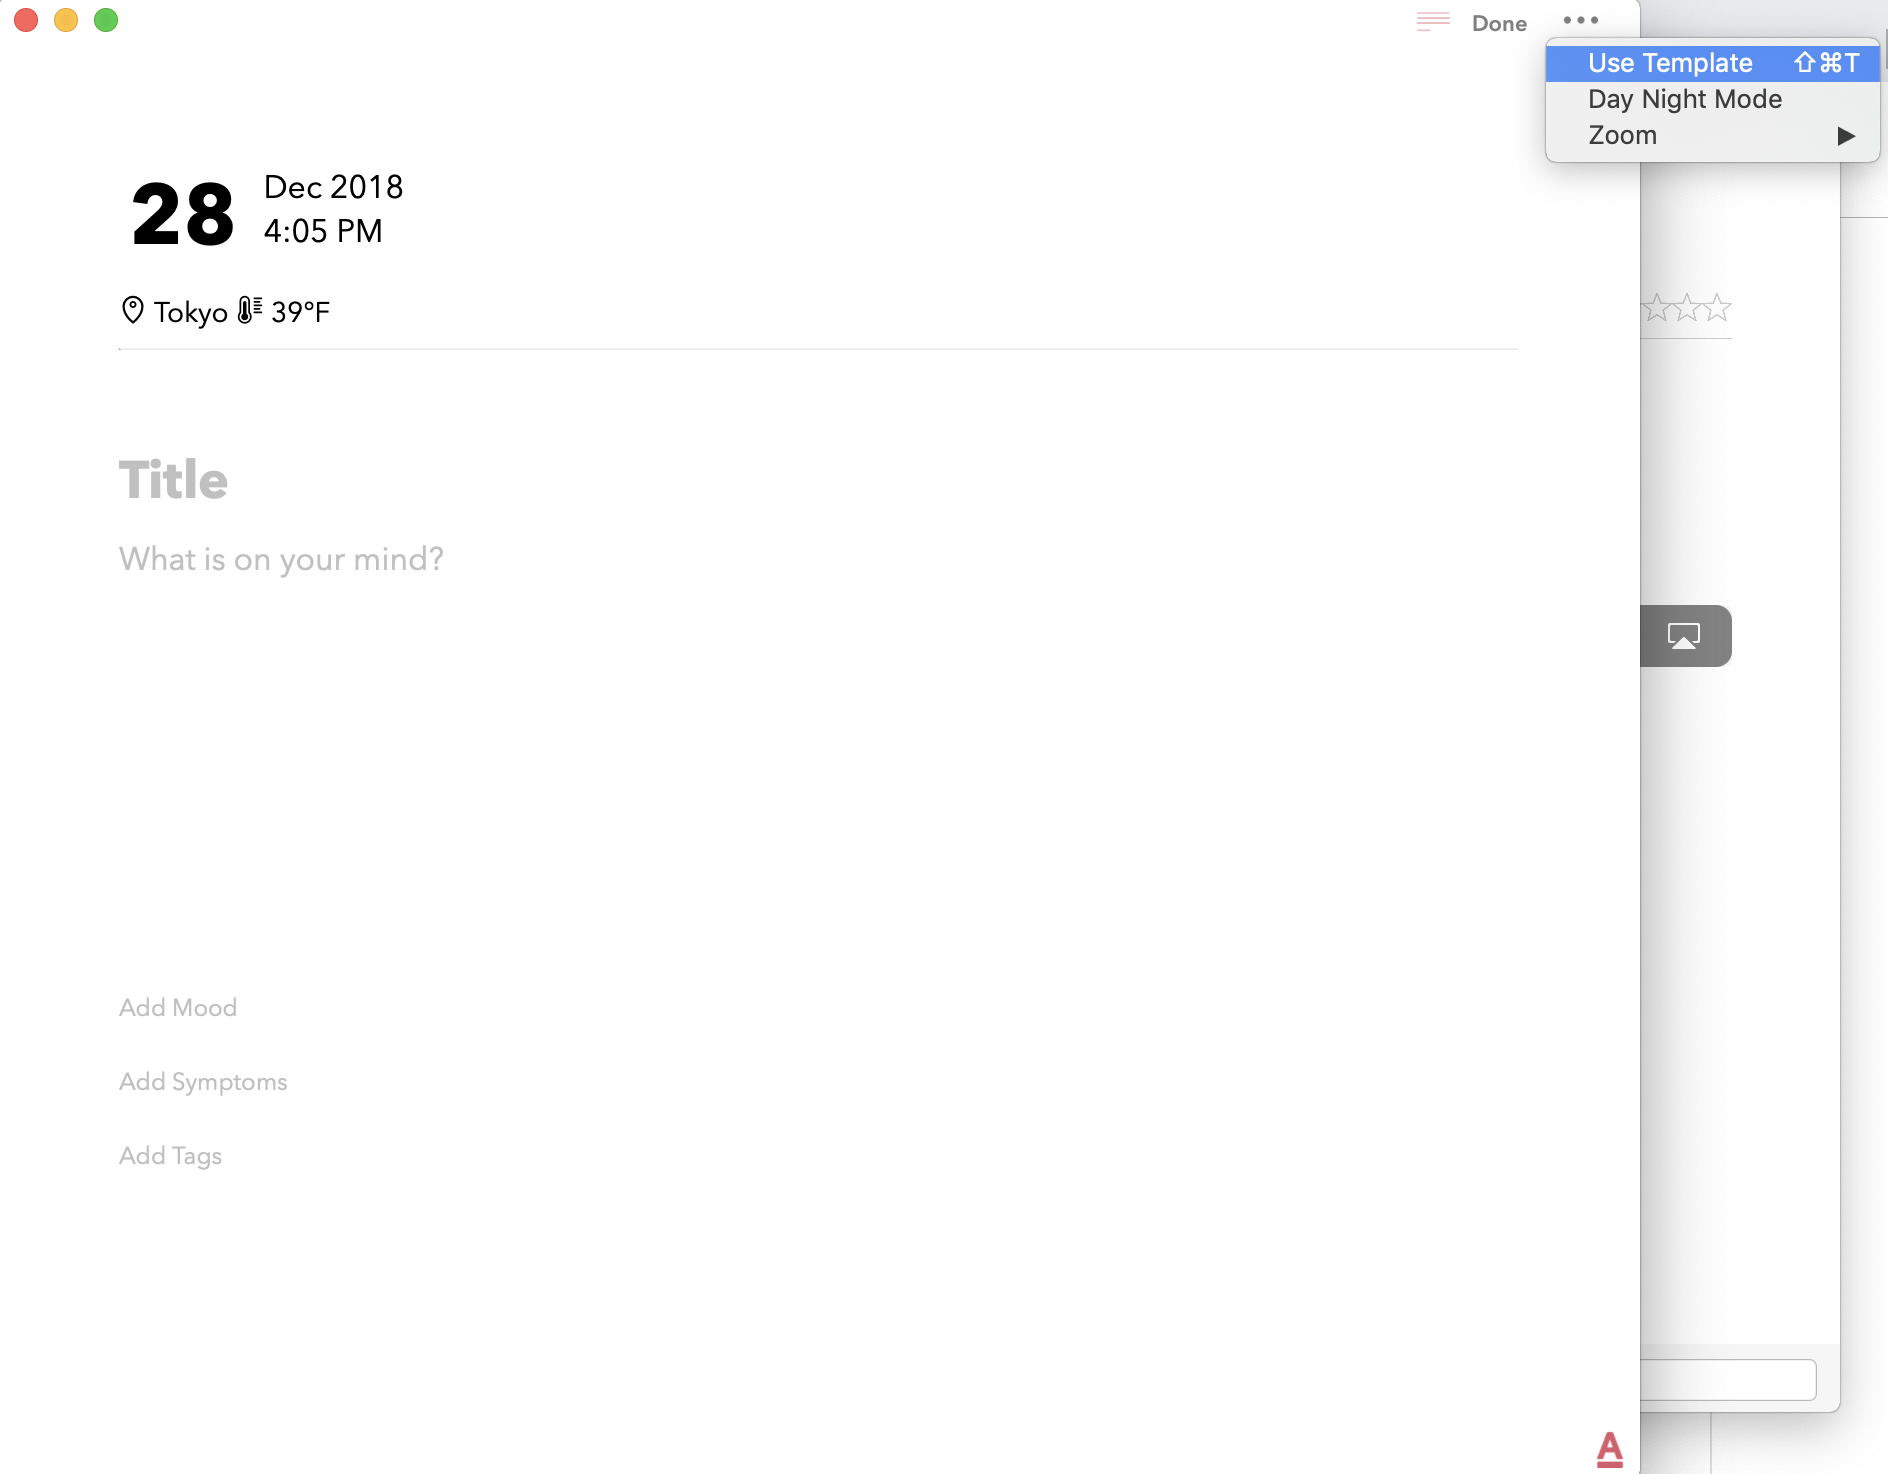 Done •••
Use Template ⇧⌘T
Day Night Mode
Zoom ▶
28
Dec 2018
4:05 PM
Tokyo 39°F
Title
What is on your mind?
Add Mood
Add Symptoms
Add Tags
A